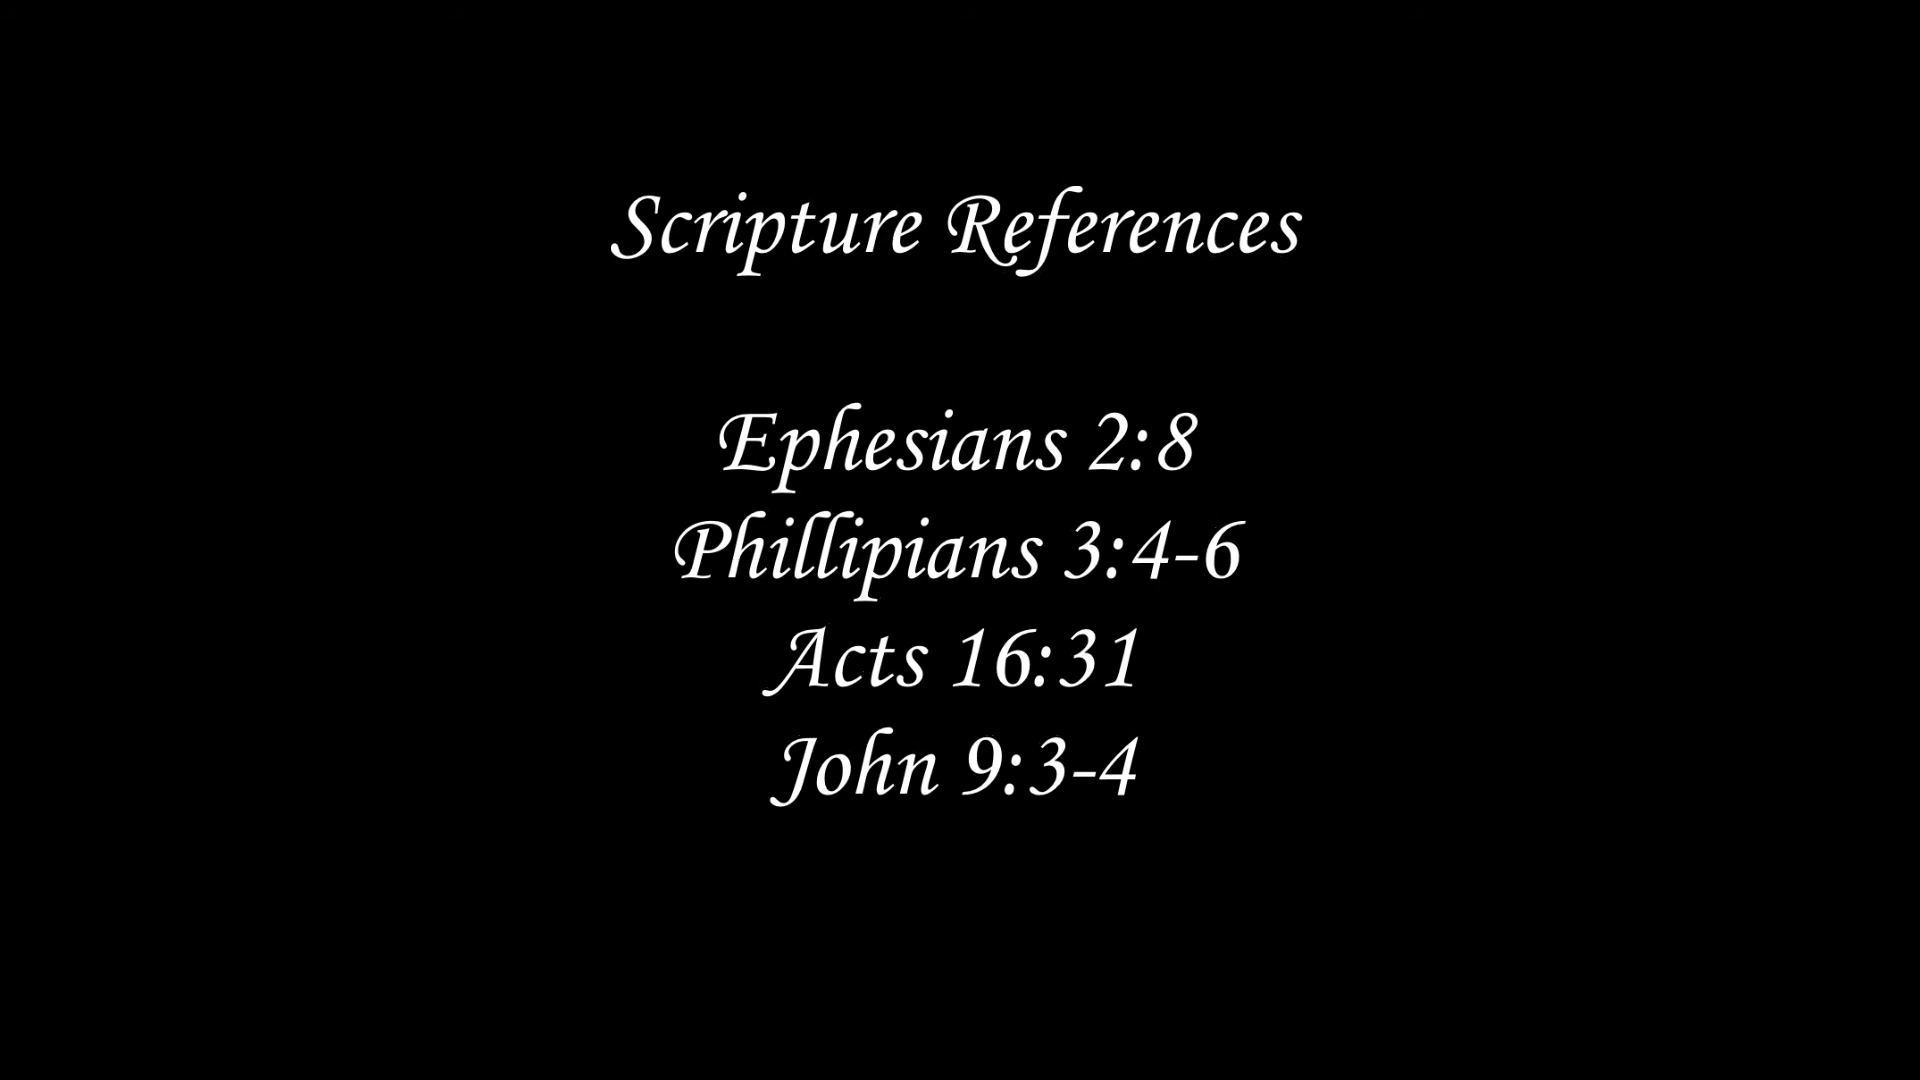 Scripture References
Ephesians 2:8
Phillipians 3:4-6
Acts 16:31
John 9:3-4